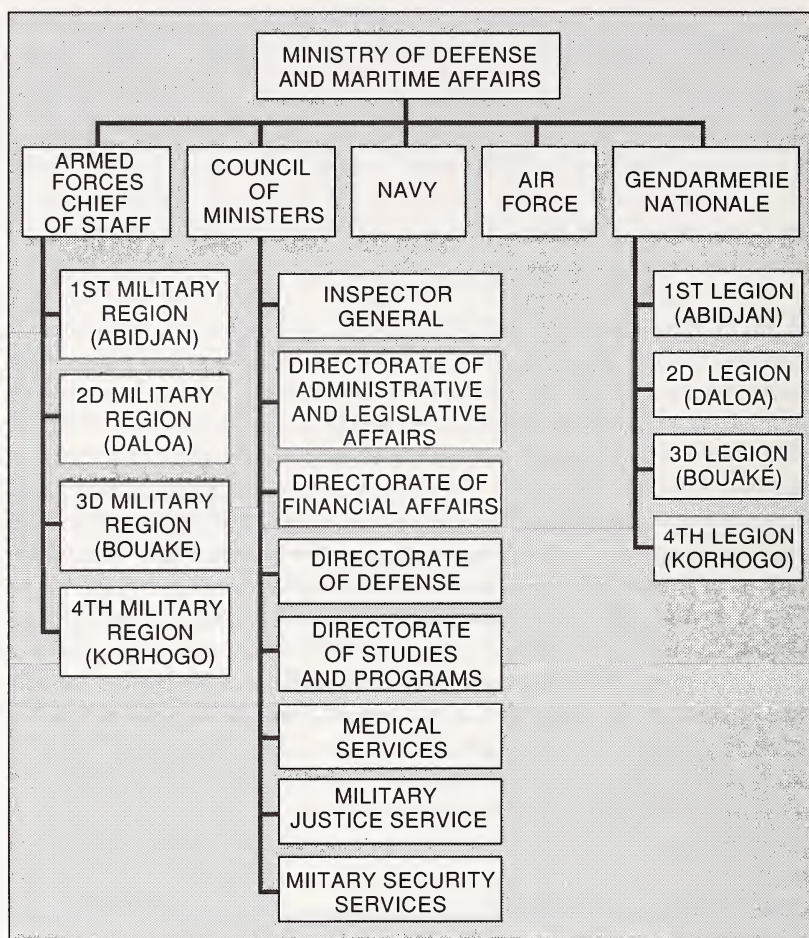 MINISTRY OF DEFENSE
AND MARITIME AFFAIRS
ARMED
FORCES
CHIEF
OF STAFF
COUNCIL
OF
MINISTERS
NAVY
AIR
FORCE
GENDARMERIE
NATIONALE
1ST MILITARY
REGION
(ABIDJAN)
2D MILITARY
REGION
(DALOA)
3D MILITARY
REGION
(BOUAKE)
4TH MILITARY
REGION
(KORHOGO)
INSPECTOR
GENERAL
DIRECTORATE OF
ADMINISTRATIVE
AND LEGISLATIVE
AFFAIRS
DIRECTORATE OF
FINANCIAL AFFAIRS
DIRECTORATE
OF DEFENSE
DIRECTORATE
OF STUDIES
AND PROGRAMS
MEDICAL
SERVICES
MILITARY
JUSTICE SERVICE
MIITARY SECURITY
SERVICES
1ST LEGION
(ABIDJAN)
2D LEGION
(DALOA)
3D LEGION
(BOUAKÉ)
4TH LEGION
(KORHOGO)